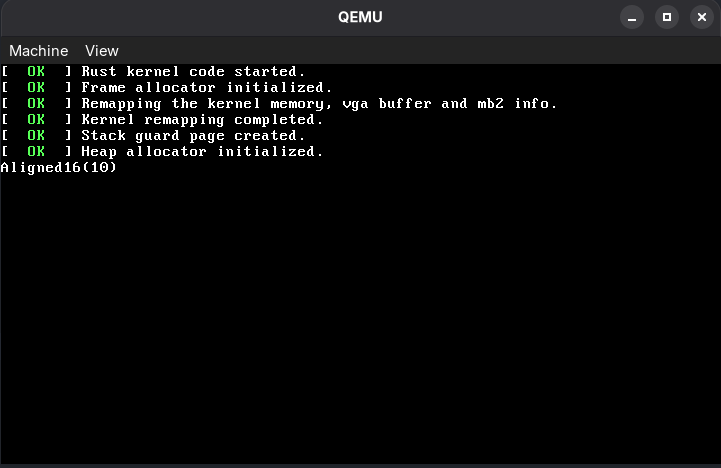 QEMU
Machine View
[ OK ] Rust kernel code started.
[ OK ] Frame allocator initialized.
[ OK ] Remapping the kernel memory, vga buffer and mb2 info.
[ OK ] Kernel remapping completed.
[ OK ] Stack guard page created.
[ OK ] Heap allocator initialized.
Aligned16(10)